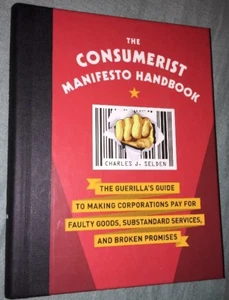 THE
CONSUMERIST
MANIFESTO HANDBOOK
CHARLES J. SELDEN
THE GUERILLA'S GUIDE
TO MAKING CORPORATIONS PAY FOR
FAULTY GOODS, SUBSTANDARD SERVICES,
AND BROKEN PROMISES